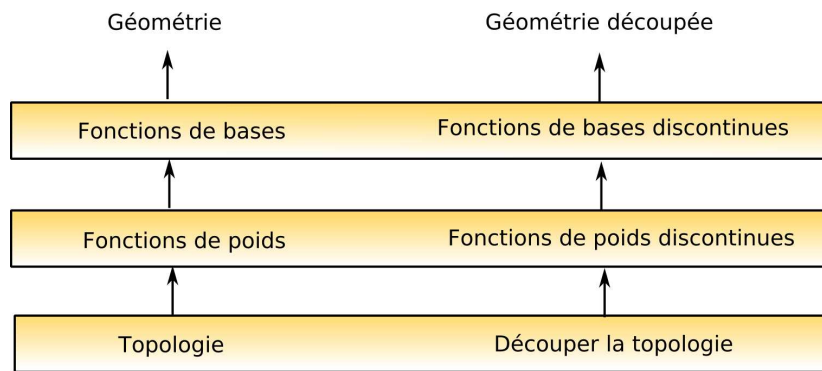 Géométrie
Géométrie découpée
Fonctions de bases
Fonctions de bases discontinues
Fonctions de poids
Fonctions de poids discontinues
Topologie
Découper la topologie